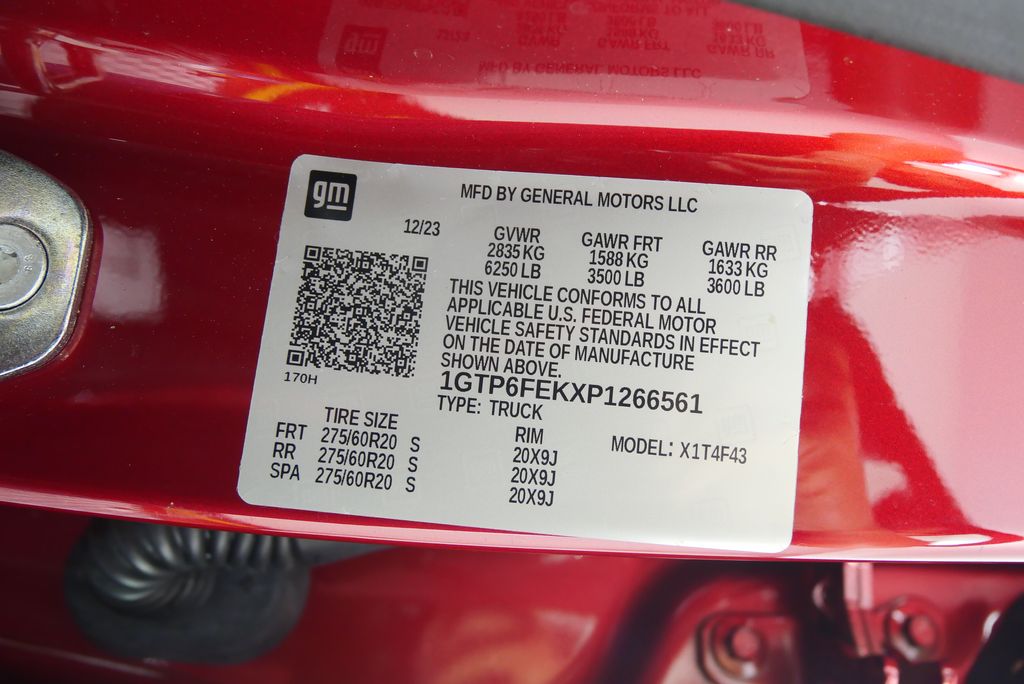 gm
MFD BY GENERAL MOTORS LLC
12/23
GVWR GAWR FRT GAWR RR
2835 KG 1588 KG 1633 KG
6250 LB 3500 LB 3600 LB
THIS VEHICLE CONFORMS TO ALL
APPLICABLE U.S. FEDERAL MOTOR
VEHICLE SAFETY STANDARDS IN EFFECT
ON THE DATE OF MANUFACTURE
SHOWN ABOVE.
170H
1GTP6FEKXP1266561
TYPE: TRUCK
TIRE SIZE RIM MODEL: X1T4F43
FRT 275/60R20 S 20X9J
RR 275/60R20 S 20X9J
SPA 275/60R20 S 20X9J